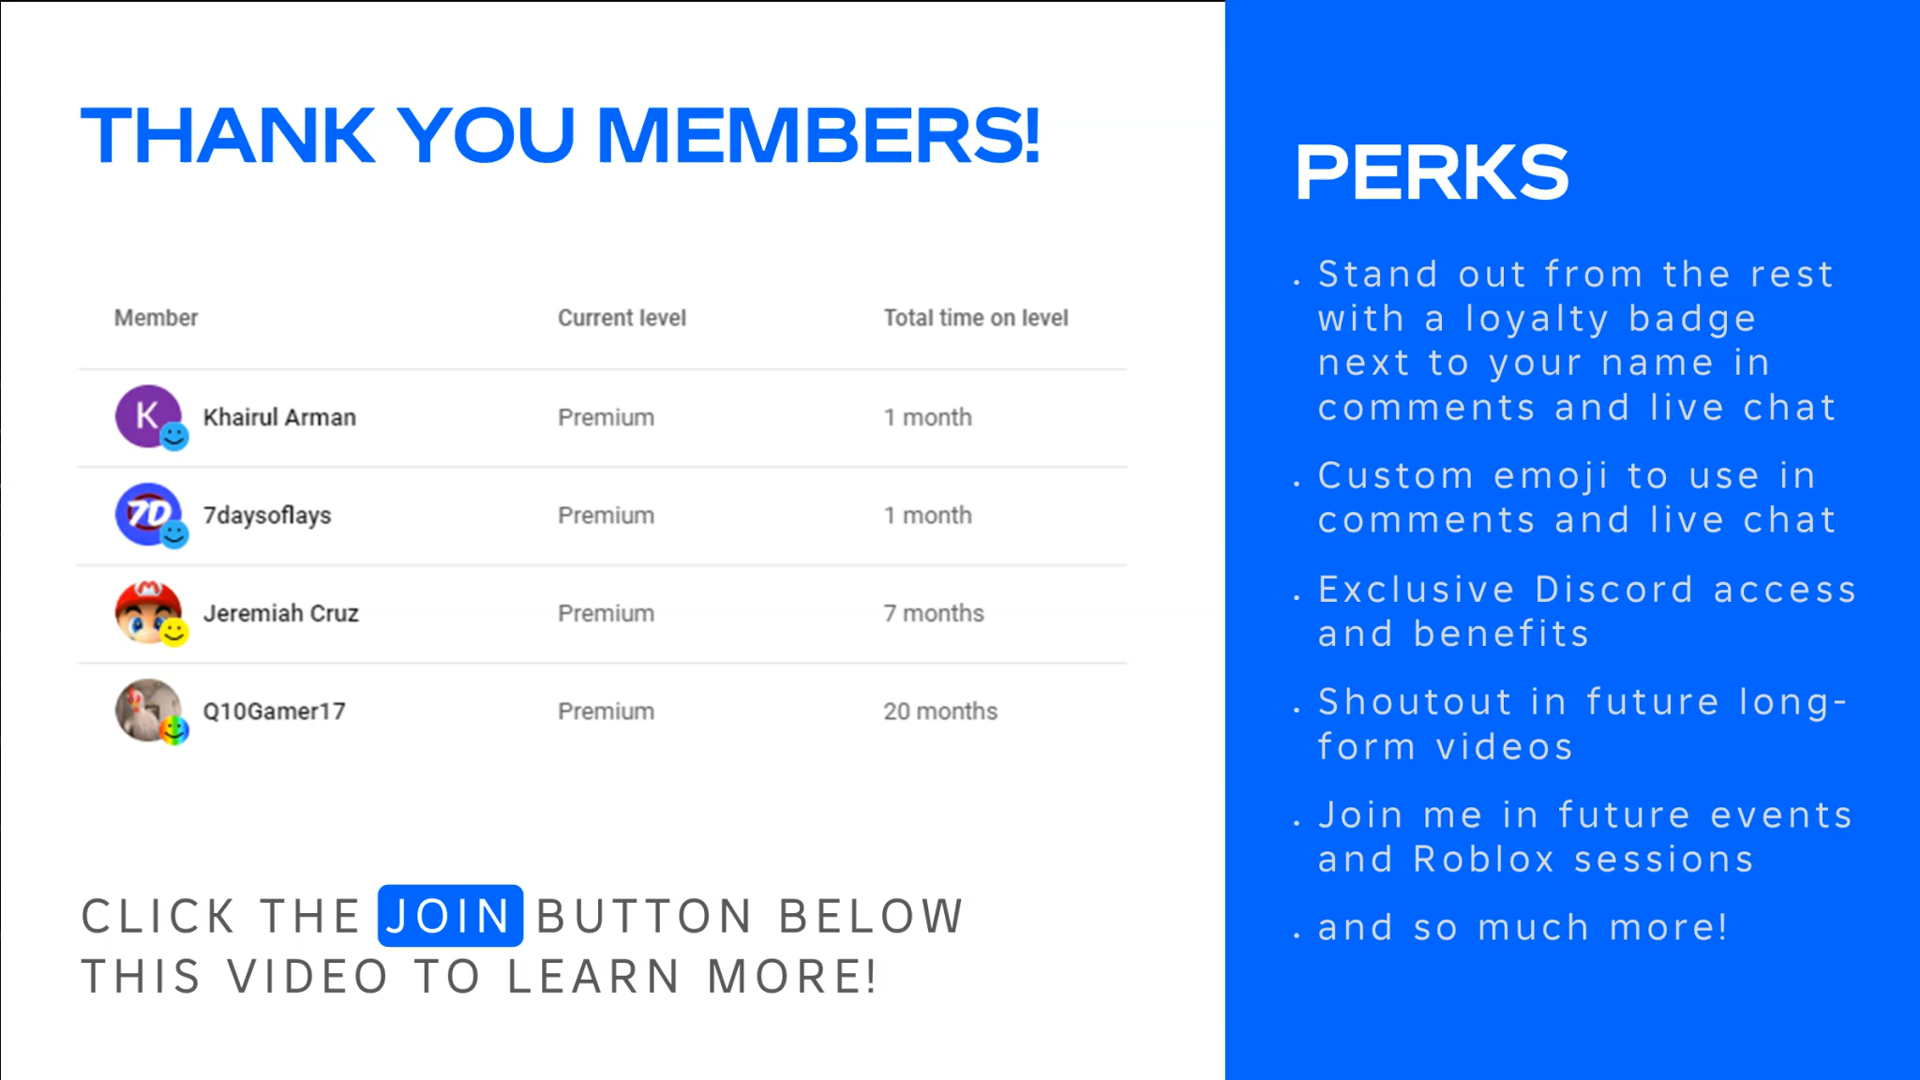 THANK YOU MEMBERS!
Member Current level Total time on level
K Khairul Arman Premium 1 month
7D 7daysoflays Premium 1 month
M Jeremiah Cruz Premium 7 months
Q10Gamer17 Premium 20 months
CLICK THE JOIN BUTTON BELOW
THIS VIDEO TO LEARN MORE!
PERKS
. Stand out from the rest
with a loyalty badge
next to your name in
comments and live chat
. Custom emoji to use in
comments and live chat
. Exclusive Discord access
and benefits
. Shoutout in future long-
form videos
. Join me in future events
and Roblox sessions
. and so much more!